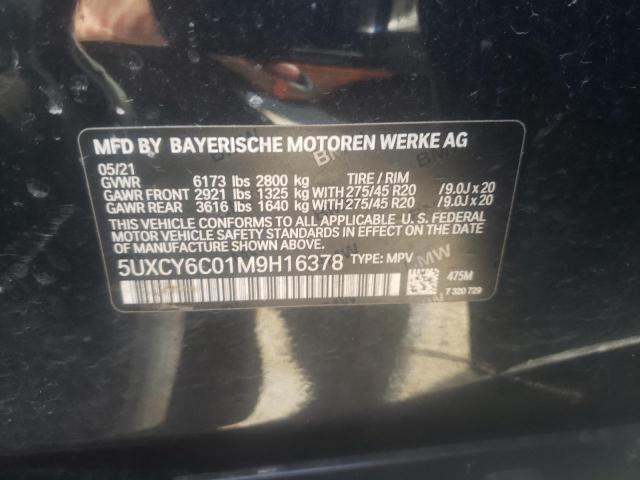 MFD BY BAYERISCHE MOTOREN WERKE AG
05/21
GVWR 6173 lbs 2800 kg TIRE / RIM
GAWR FRONT 2921 lbs 1325 kg WITH 275/45 R20 /9.0J x 20
GAWR REAR 3616 lbs 1640 kg WITH 275/45 R20 /9.0J x 20
THIS VEHICLE CONFORMS TO ALL APPLICABLE U. S. FEDERAL
MOTOR VEHICLE SAFETY STANDARDS IN EFFECT ON THE DATE
OF MANUFACTURE SHOWN ABOVE.
5UXCY6C01M9H16378 TYPE: MPV
475M
7 320 729